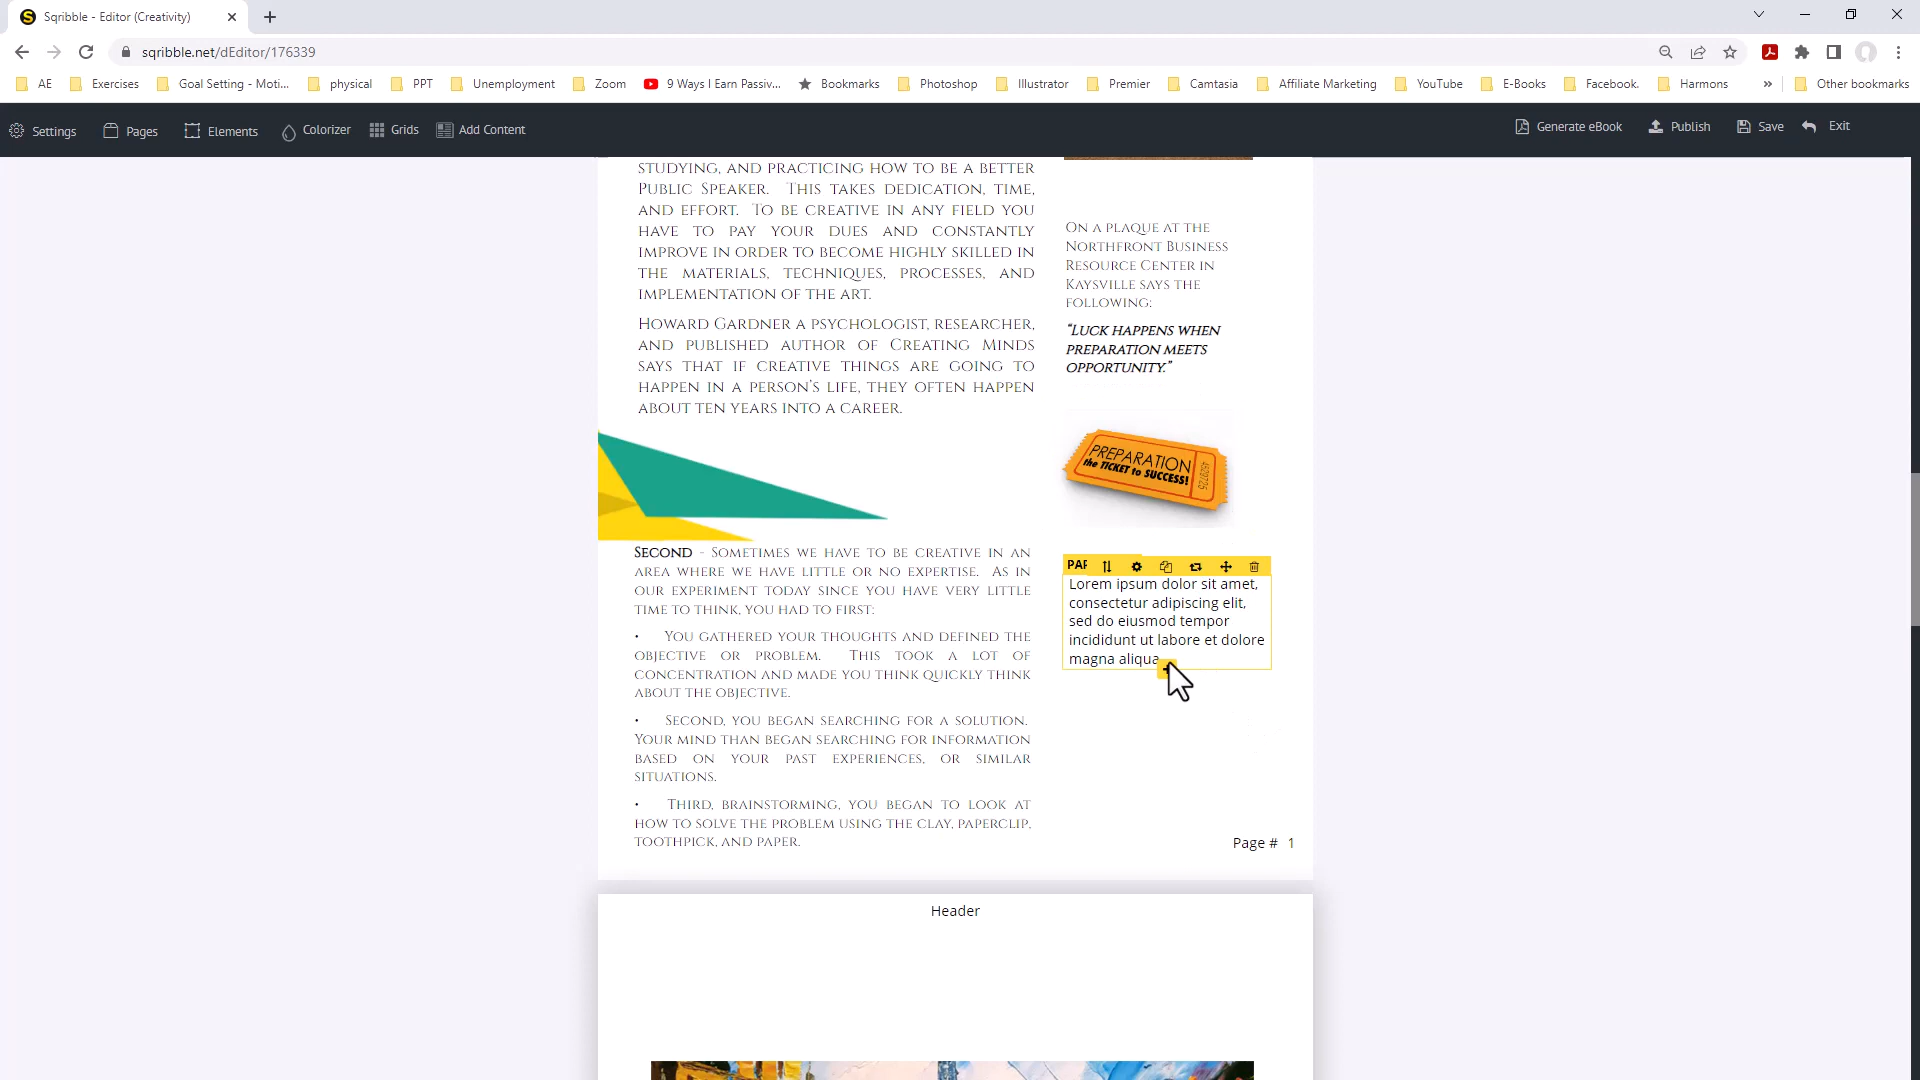 Sqribble - Editor (Creativity)
sqribble.net/dEditor/176339
AE
Exercises
Goal Setting - Moti...
physical
PPT
Unemployment
Zoom
9 Ways I Earn Passiv...
Bookmarks
Photoshop
Illustrator
Premier
Camtasia
Affiliate Marketing
YouTube
E-Books
Facebook.
Harmons
»
Other bookmarks
Settings
Pages
Elements
Colorizer
Grids
Add Content
Generate eBook
Publish
Save
Exit
STUDYING, AND PRACTICING HOW TO BE A BETTER
PUBLIC SPEAKER. THIS TAKES DEDICATION, TIME,
AND EFFORT. TO BE CREATIVE IN ANY FIELD YOU
HAVE TO PAY YOUR DUES AND CONSTANTLY
IMPROVE IN ORDER TO BECOME HIGHLY SKILLED IN
THE MATERIALS, TECHNIQUES, PROCESSES, AND
IMPLEMENTATION OF THE ART.
HOWARD GARDNER A PSYCHOLOGIST, RESEARCHER,
AND PUBLISHED AUTHOR OF CREATING MINDS
SAYS THAT IF CREATIVE THINGS ARE GOING TO
HAPPEN IN A PERSON'S LIFE, THEY OFTEN HAPPEN
ABOUT TEN YEARS INTO A CAREER.
SECOND - SOMETIMES WE HAVE TO BE CREATIVE IN AN
AREA WHERE WE HAVE LITTLE OR NO EXPERTISE. AS IN
OUR EXPERIMENT TODAY SINCE YOU HAVE VERY LITTLE
TIME TO THINK, YOU HAD TO FIRST:
• YOU GATHERED YOUR THOUGHTS AND DEFINED THE
OBJECTIVE OR PROBLEM. THIS TOOK A LOT OF
CONCENTRATION AND MADE YOU THINK QUICKLY THINK
ABOUT THE OBJECTIVE.
• SECOND, YOU BEGAN SEARCHING FOR A SOLUTION.
YOUR MIND THAN BEGAN SEARCHING FOR INFORMATION
BASED ON YOUR PAST EXPERIENCES, OR SIMILAR
SITUATIONS.
• THIRD, BRAINSTORMING, YOU BEGAN TO LOOK AT
HOW TO SOLVE THE PROBLEM USING THE CLAY, PAPERCLIP,
TOOTHPICK, AND PAPER.
ON A PLAQUE AT THE
NORTHFRONT BUSINESS
RESOURCE CENTER IN
KAYSVILLE SAYS THE
FOLLOWING:
"LUCK HAPPENS WHEN
PREPARATION MEETS
OPPORTUNITY."
PREPARATION
the TICKET to SUCCESS!
PAR
Lorem ipsum dolor sit amet,
consectetur adipiscing elit,
sed do eiusmod tempor
incididunt ut labore et dolore
magna aliqua
Page # 1
Header